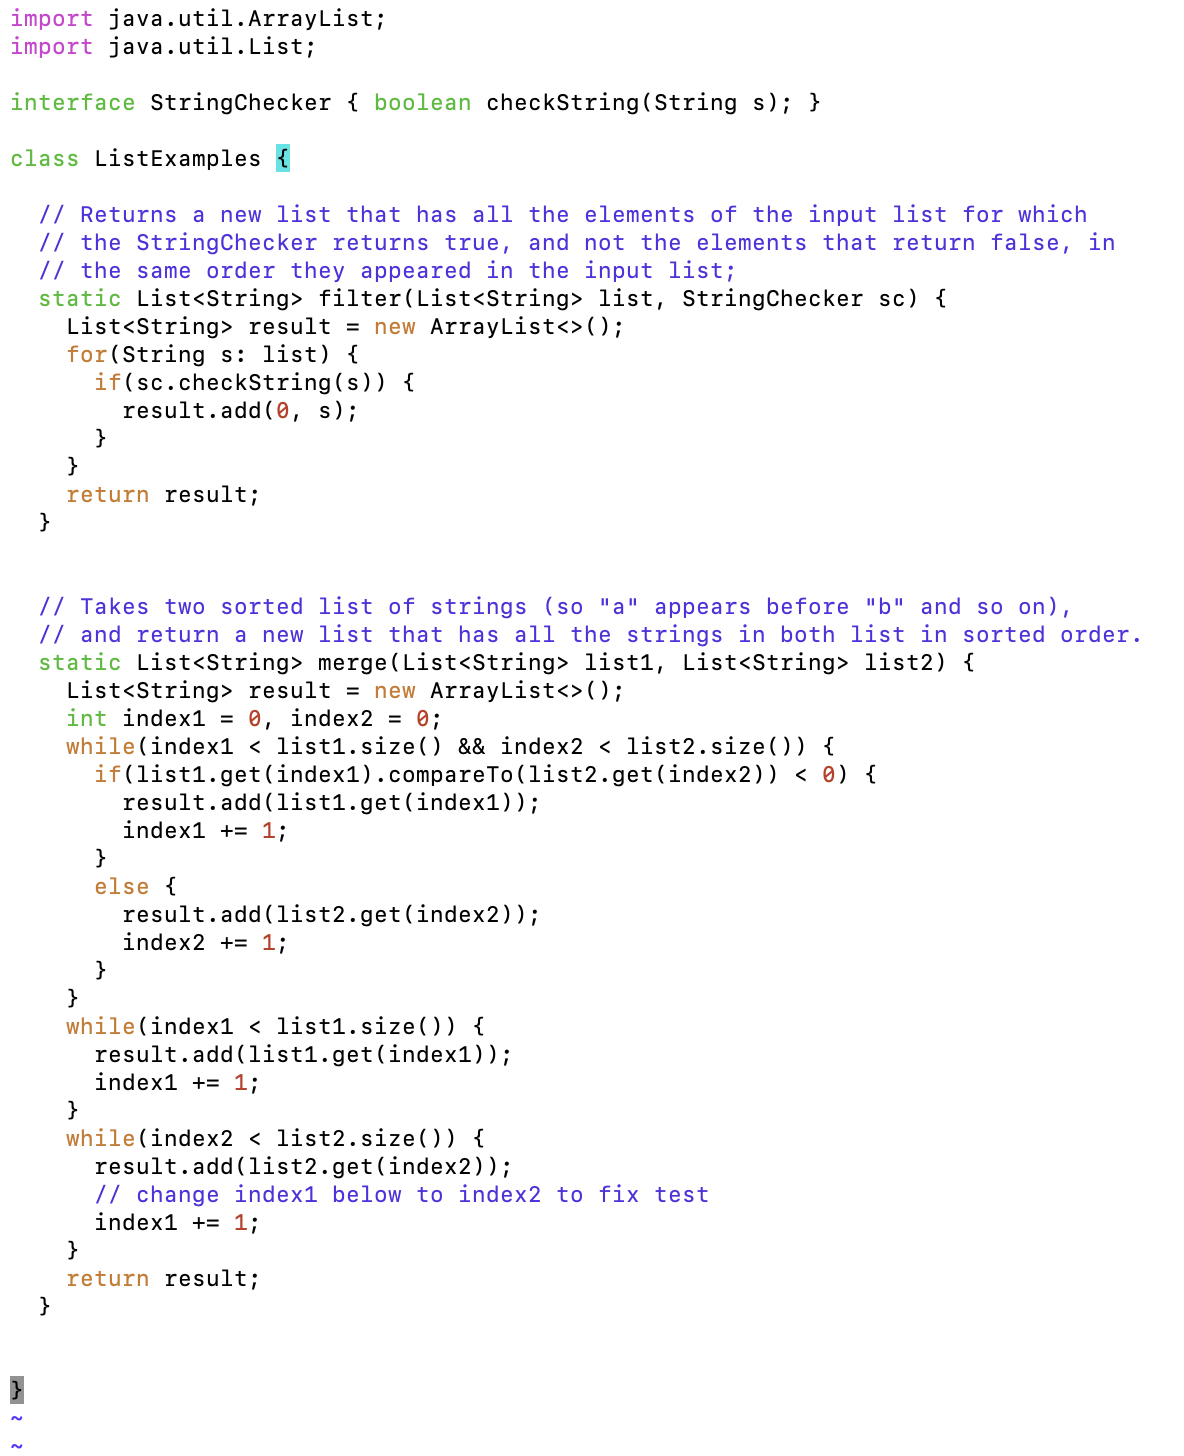 import java.util.ArrayList;
import java.util.List;

interface StringChecker { boolean checkString(String s); }

class ListExamples {

  // Returns a new list that has all the elements of the input list for which
  // the StringChecker returns true, and not the elements that return false, in
  // the same order they appeared in the input list;
  static List<String> filter(List<String> list, StringChecker sc) {
    List<String> result = new ArrayList<>();
    for(String s: list) {
      if(sc.checkString(s)) {
        result.add(0, s);
      }
    }
    return result;
  }


  // Takes two sorted list of strings (so "a" appears before "b" and so on),
  // and return a new list that has all the strings in both list in sorted order.
  static List<String> merge(List<String> list1, List<String> list2) {
    List<String> result = new ArrayList<>();
    int index1 = 0, index2 = 0;
    while(index1 < list1.size() && index2 < list2.size()) {
      if(list1.get(index1).compareTo(list2.get(index2)) < 0) {
        result.add(list1.get(index1));
        index1 += 1;
      }
      else {
        result.add(list2.get(index2));
        index2 += 1;
      }
    }
    while(index1 < list1.size()) {
      result.add(list1.get(index1));
      index1 += 1;
    }
    while(index2 < list2.size()) {
      result.add(list2.get(index2));
      // change index1 below to index2 to fix test
      index1 += 1;
    }
    return result;
  }


}
~
~